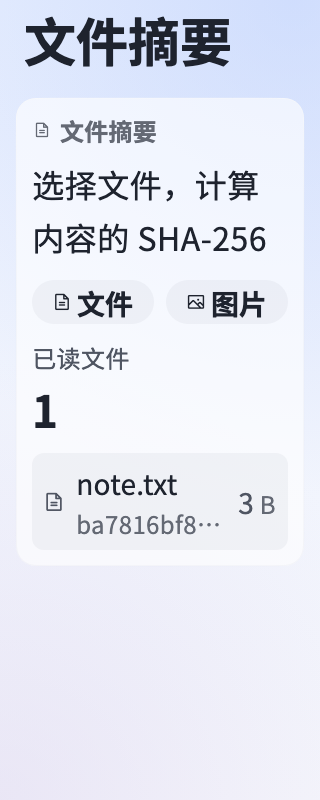 文件摘要
文件摘要
选择文件，计算
内容的 SHA-256
文件
图片
已读文件
1
note.txt
ba7816bf8…
3 B